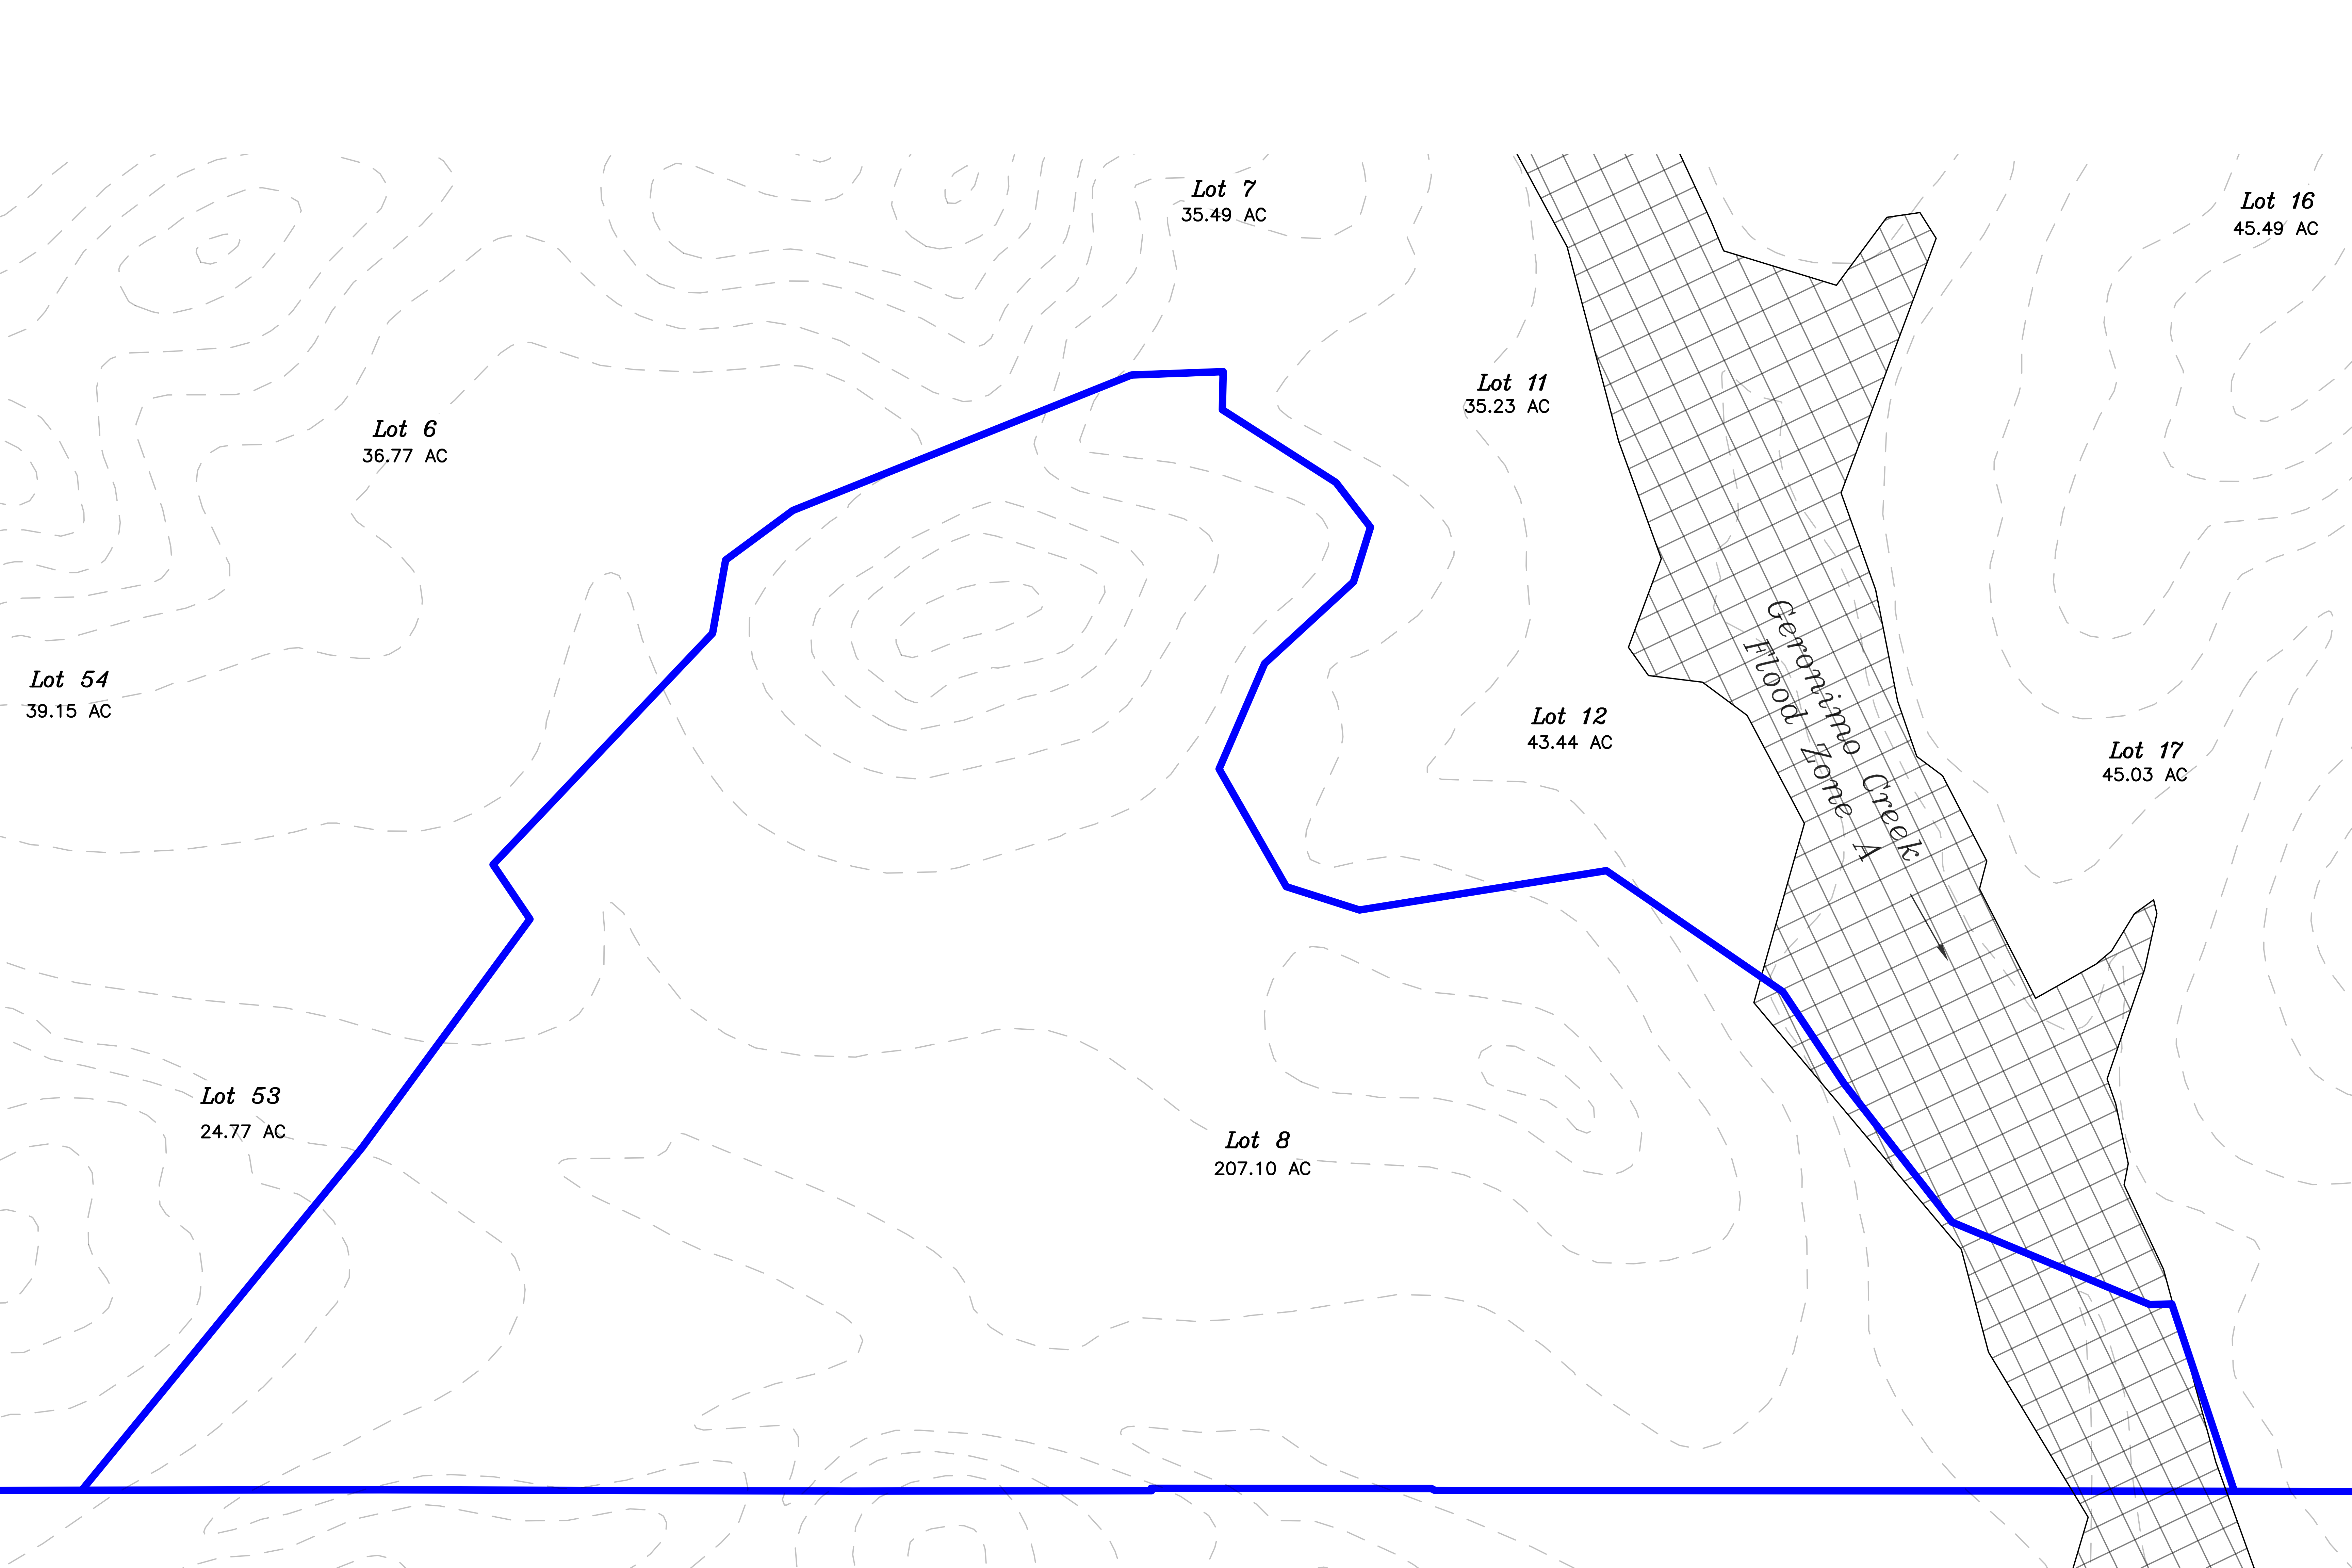 Lot 7
35.49 AC
Lot 16
45.49 AC
Lot 11
35.23 AC
Lot 6
36.77 AC
Lot 54
39.15 AC
Lot 12
43.44 AC
Geronimo Creek
Flood Zone A
Lot 17
45.03 AC
Lot 53
24.77 AC
Lot 8
207.10 AC